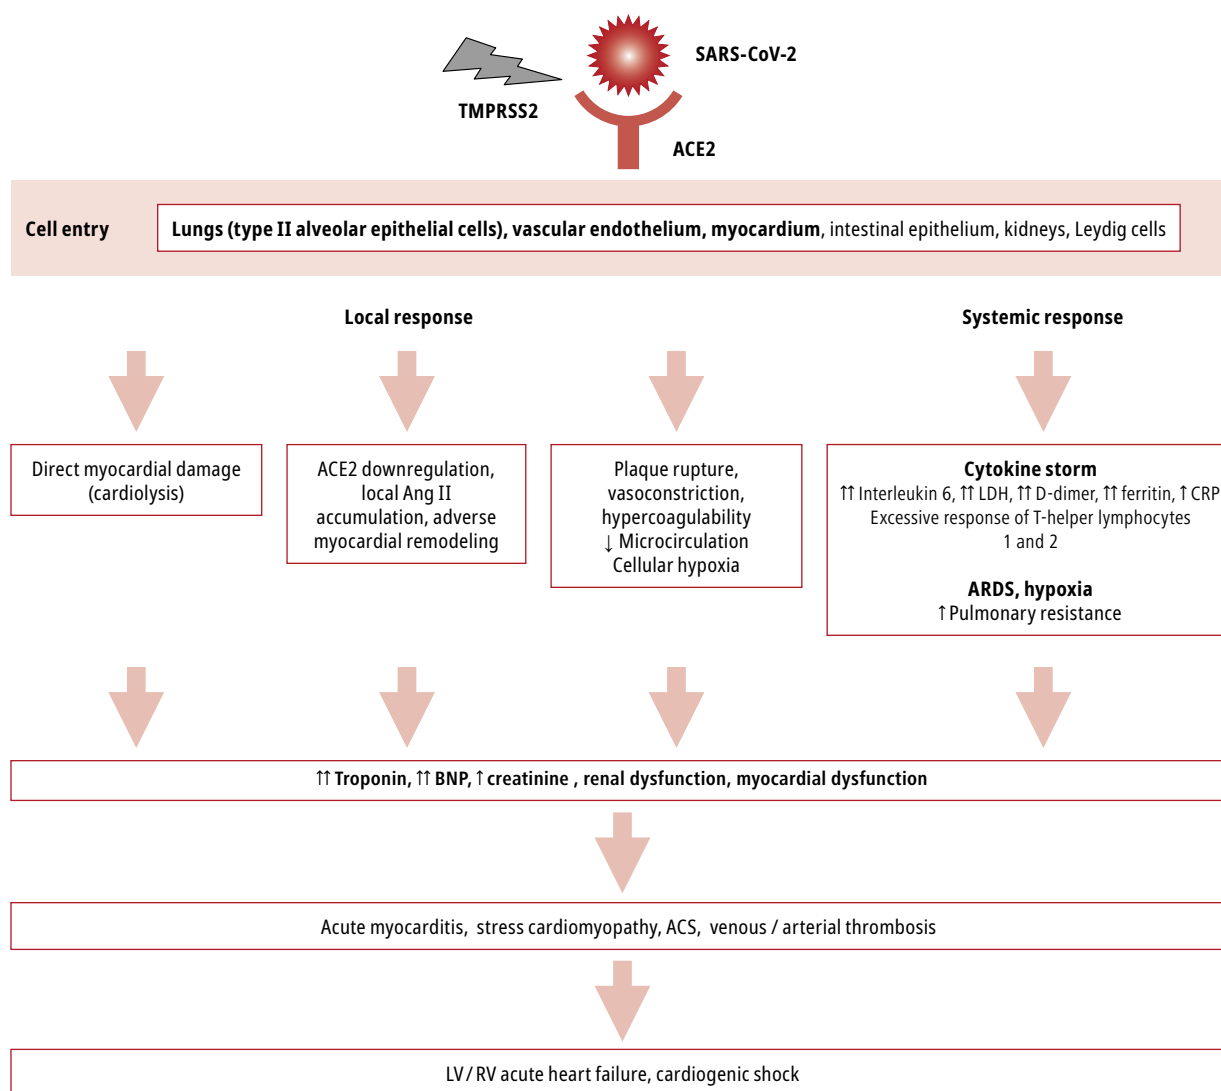 SARS-CoV-2
TMPRSS2
ACE2
Cell entry
Lungs (type II alveolar epithelial cells), vascular endothelium, myocardium, intestinal epithelium, kidneys, Leydig cells
Local response
Systemic response
Direct myocardial damage
(cardiolysis)
ACE2 downregulation,
local Ang II
accumulation, adverse
myocardial remodeling
Plaque rupture,
vasoconstriction,
hypercoagulability
↓ Microcirculation
Cellular hypoxia
Cytokine storm
↑↑ Interleukin 6, ↑↑ LDH, ↑↑ D-dimer, ↑↑ ferritin, ↑ CRP
Excessive response of T-helper lymphocytes
1 and 2
ARDS, hypoxia
↑ Pulmonary resistance
↑↑ Troponin, ↑↑ BNP, ↑ creatinine , renal dysfunction, myocardial dysfunction
Acute myocarditis, stress cardiomyopathy, ACS, venous / arterial thrombosis
LV / RV acute heart failure, cardiogenic shock